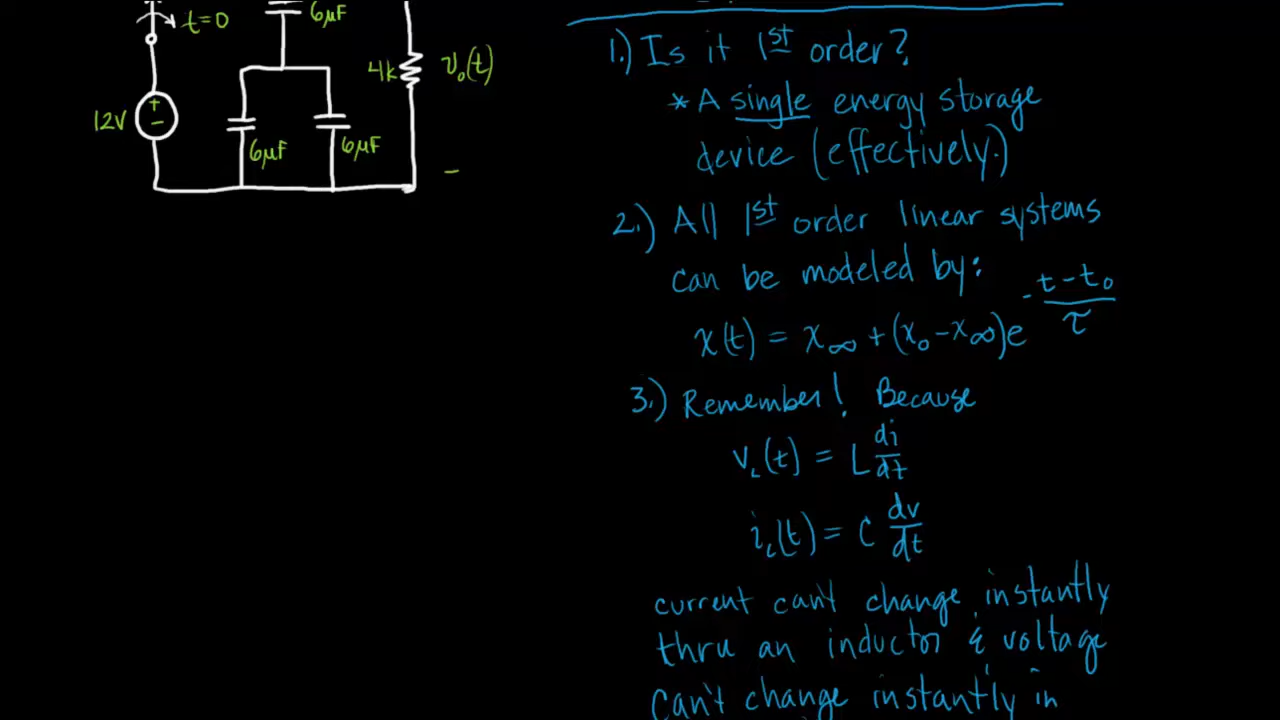 t=0
6μF
4k
v₀(t)
12V
+
-
6μF
6μF
-
1.) Is it 1st order?
* A single energy storage
device (effectively.)
2.) All 1st order linear systems
can be modeled by:
x(t) = x∞ + (x₀ - x∞)e^-(t-t₀)/τ
3.) Remember! Because
vL(t) = L di/dt
iL(t) = C dv/dt
current can't change instantly
thru an inductor & voltage
can't change instantly in